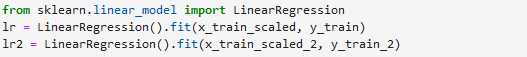 from sklearn.linear_model import LinearRegression
lr = LinearRegression().fit(x_train_scaled, y_train)
lr2 = LinearRegression().fit(x_train_scaled_2, y_train_2)